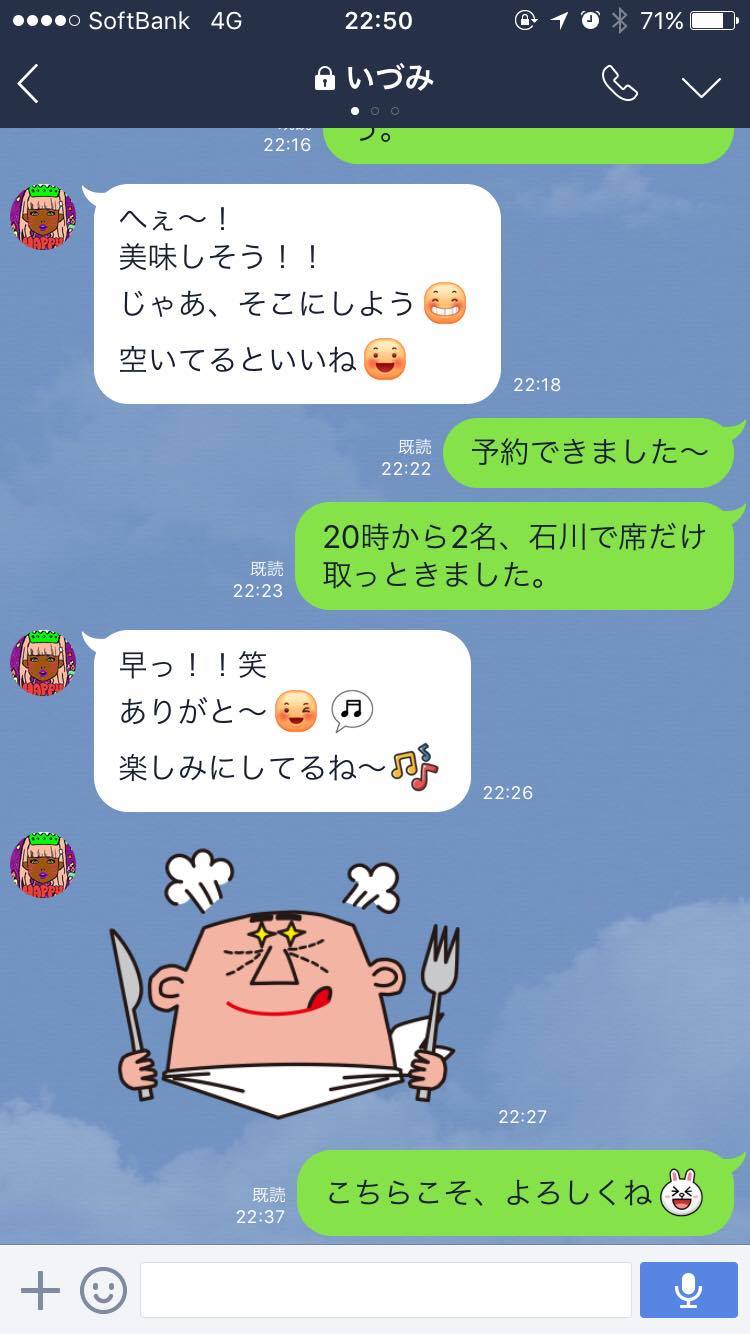 SoftBank 4G 22:50 71%
いづみ
う。
22:16
へぇ〜！
美味しそう！！
じゃあ、そこにしよう
空いてるといいね
22:18
既読
22:22
予約できました〜
20時から2名、石川で席だけ
取っときました。
既読
22:23
早っ！！笑
ありがと〜
楽しみにしてるね〜
22:26
22:27
既読
22:37
こちらこそ、よろしくね